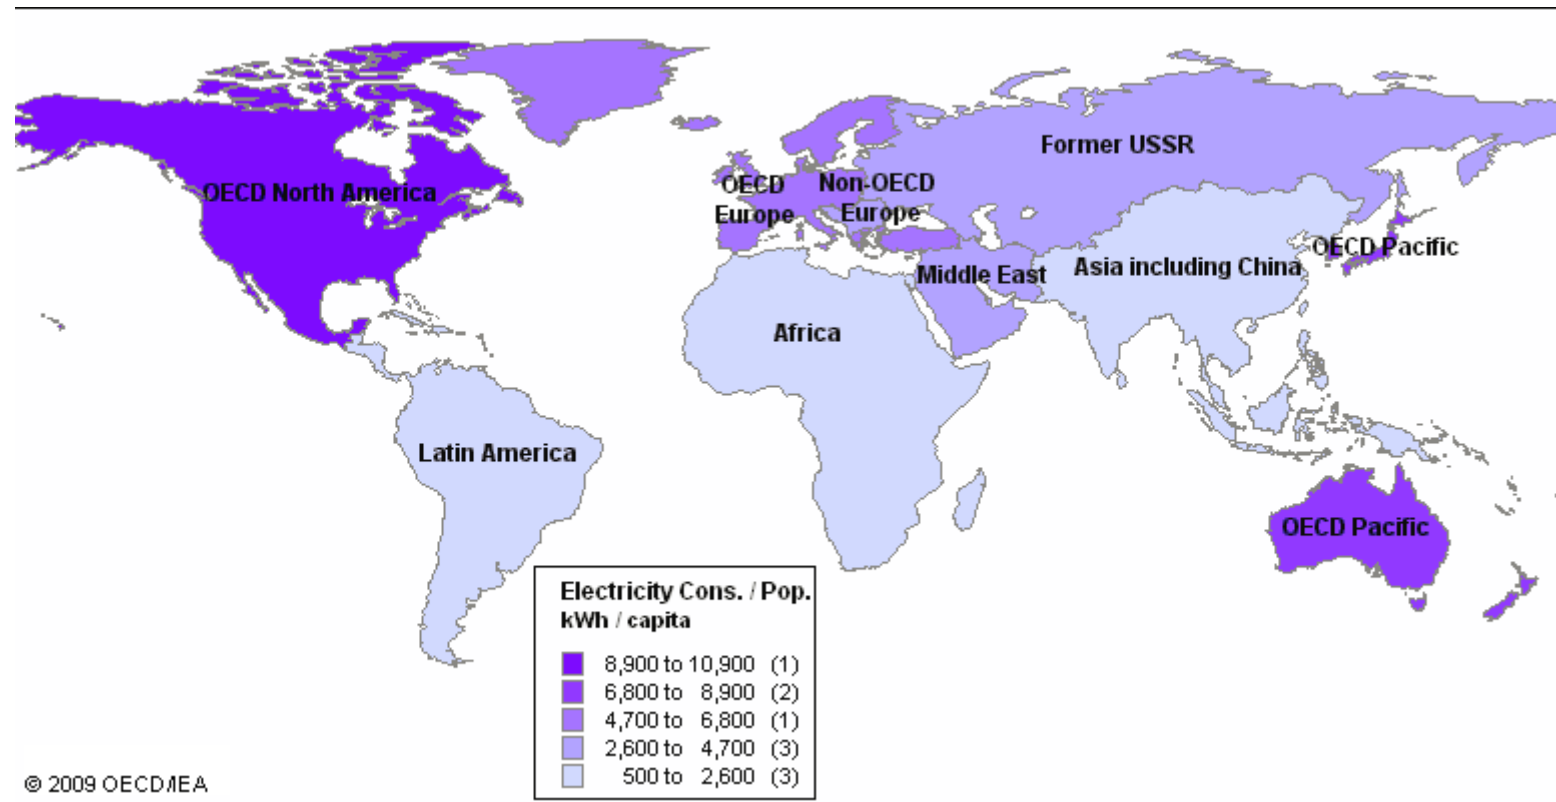 Former USSR
OECD North America
OECD
Europe
Non-OECD
Europe
OECD Pacific
Middle East
Asia including China
Africa
Latin America
OECD Pacific
Electricity Cons. / Pop.
kWh / capita
8,900 to 10,900 (1)
6,800 to 8,900 (2)
4,700 to 6,800 (1)
2,600 to 4,700 (3)
500 to 2,600 (3)
© 2009 OECD/IEA